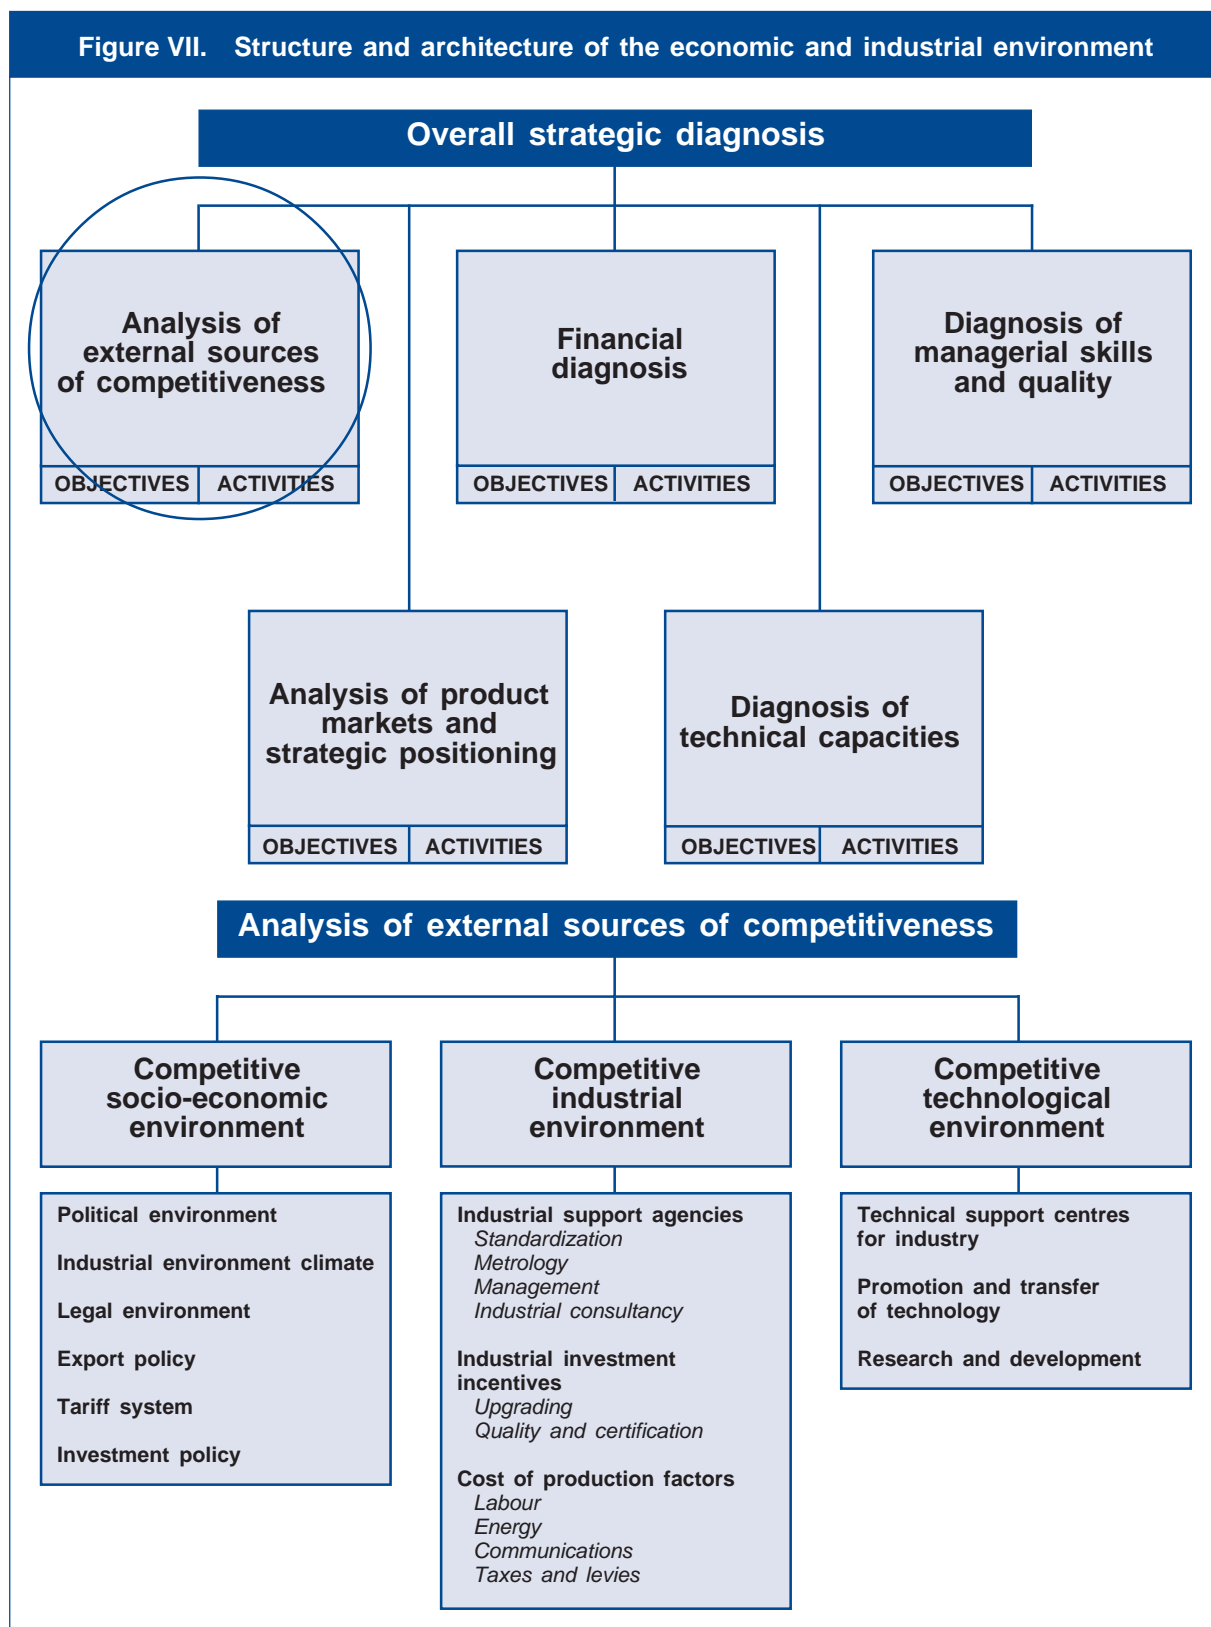 Figure VII. Structure and architecture of the economic and industrial environment
Overall strategic diagnosis
Analysis of
external sources
of competitiveness
OBJECTIVES ACTIVITIES
Financial
diagnosis
OBJECTIVES ACTIVITIES
Diagnosis of
managerial skills
and quality
OBJECTIVES ACTIVITIES
Analysis of product
markets and
strategic positioning
OBJECTIVES ACTIVITIES
Diagnosis of
technical capacities
OBJECTIVES ACTIVITIES
Analysis of external sources of competitiveness
Competitive
socio-economic
environment
Political environment
Industrial environment climate
Legal environment
Export policy
Tariff system
Investment policy
Competitive
industrial
environment
Industrial support agencies
Standardization
Metrology
Management
Industrial consultancy
Industrial investment
incentives
Upgrading
Quality and certification
Cost of production factors
Labour
Energy
Communications
Taxes and levies
Competitive
technological
environment
Technical support centres
for industry
Promotion and transfer
of technology
Research and development